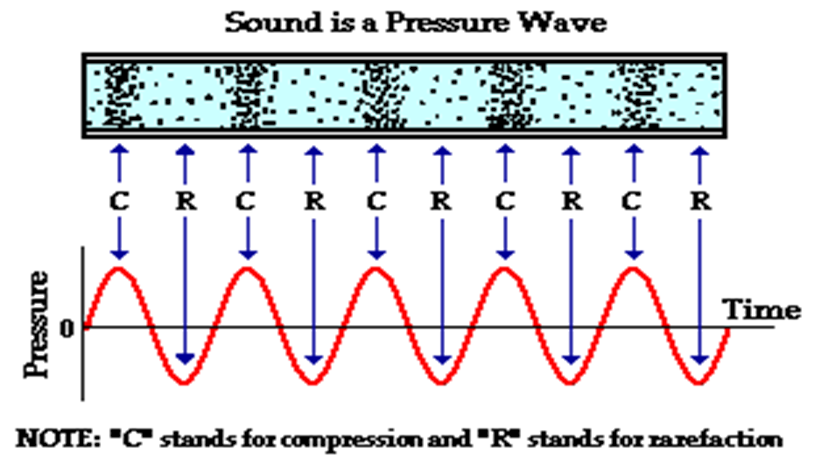 Sound is a Pressure Wave
C R C R C R C R C R
Pressure
0
Time
NOTE: "C" stands for compression and "R" stands for rarefaction